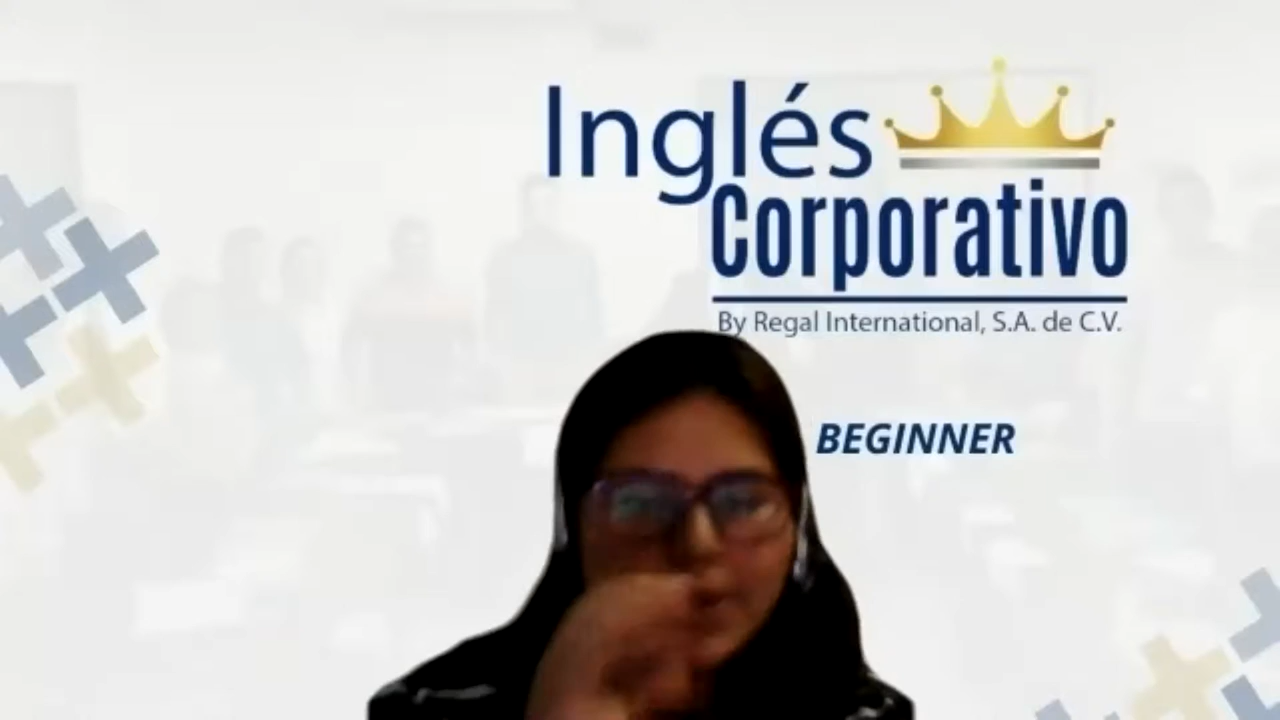 Inglés
Corporativo
By Regal International, S.A. de C.V.
BEGINNER